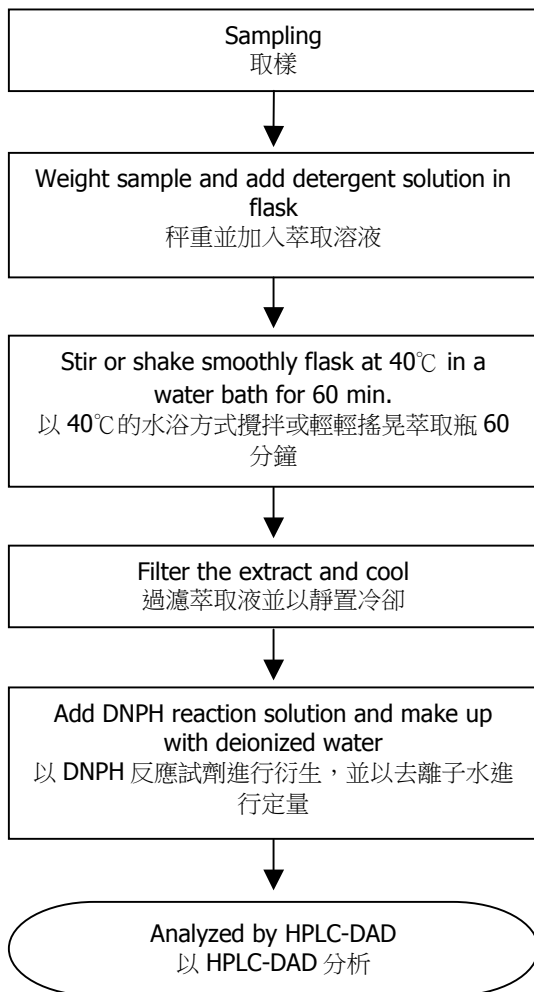 Sampling
取樣
Weight sample and add detergent solution in
flask
秤重並加入萃取溶液
Stir or shake smoothly flask at 40℃ in a
water bath for 60 min.
以 40℃的水浴方式攪拌或輕輕搖晃萃取瓶 60
分鐘
Filter the extract and cool
過濾萃取液並以靜置冷卻
Add DNPH reaction solution and make up
with deionized water
以 DNPH 反應試劑進行衍生，並以去離子水進
行定量
Analyzed by HPLC-DAD
以 HPLC-DAD 分析